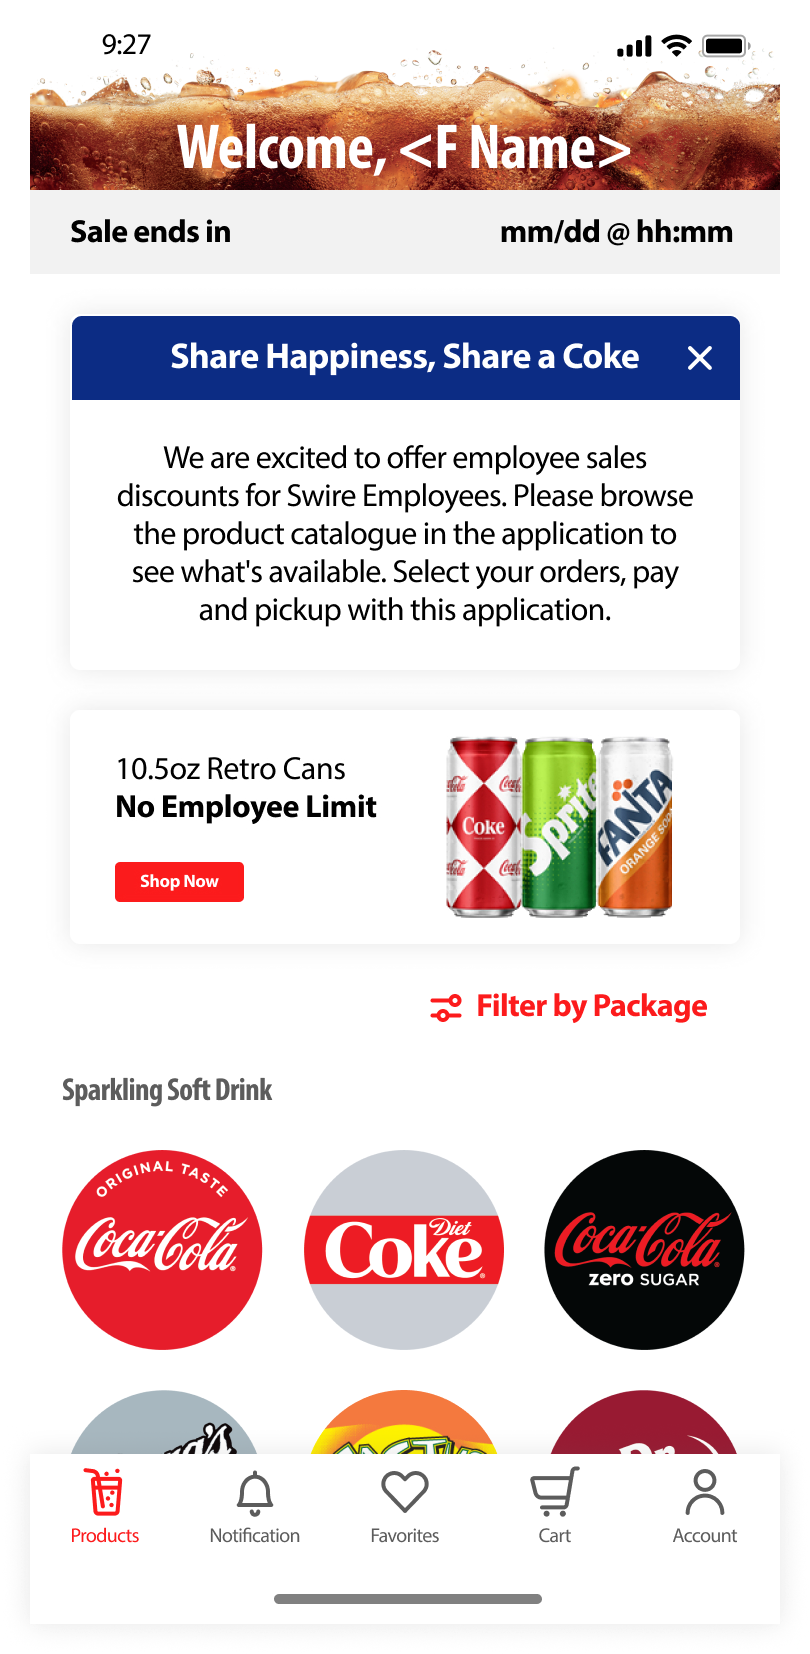 9:27
Welcome, <F Name>
Sale ends in
mm/dd @ hh:mm
Share Happiness, Share a Coke
We are excited to offer employee sales
discounts for Swire Employees. Please browse
the product catalogue in the application to
see what's available. Select your orders, pay
and pickup with this application.
10.5oz Retro Cans
No Employee Limit
Shop Now
Coke
Sprite
FANTA
ORANGE SODA
Filter by Package
Sparkling Soft Drink
ORIGINAL TASTE
Coca-Cola
Diet
Coke
Coca-Cola
zero SUGAR
Dr
Products
Notification
Favorites
Cart
Account